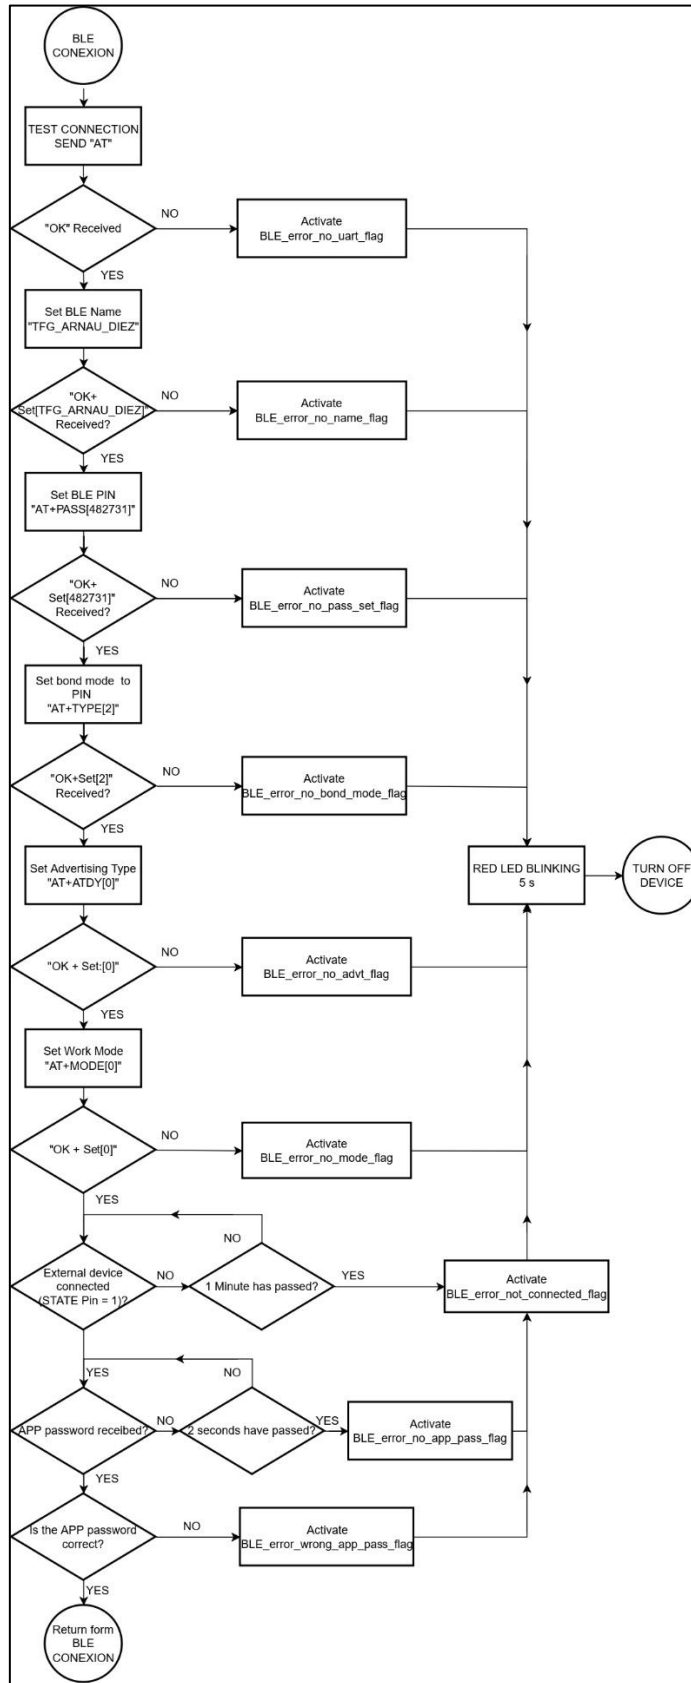 BLE
CONEXION
TEST CONNECTION
SEND "AT"
"OK" Received
NO
Activate
BLE_error_no_uart_flag
YES
Set BLE Name
"TFG_ARNAU_DIEZ"
"OK+
Set[TFG_ARNAU_DIEZ]"
Received?
NO
Activate
BLE_error_no_name_flag
YES
Set BLE PIN
"AT+PASS[482731]"
"OK+
Set[482731]"
Received?
NO
Activate
BLE_error_no_pass_set_flag
YES
Set bond mode to
PIN
"AT+TYPE[2]"
"OK+Set[2]"
Received?
NO
Activate
BLE_error_no_bond_mode_flag
YES
Set Advertising Type
"AT+ATDY[0]"
RED LED BLINKING
5 s
TURN OFF
DEVICE
"OK + Set:[0]"
NO
Activate
BLE_error_no_advt_flag
YES
Set Work Mode
"AT+MODE[0]"
"OK + Set[0]"
NO
Activate
BLE_error_no_mode_flag
YES
External device
connected
(STATE Pin = 1)?
NO
NO
1 Minute has passed?
YES
Activate
BLE_error_not_connected_flag
YES
APP password receibed?
NO
NO
2 seconds have passed?
YES
Activate
BLE_error_no_app_pass_flag
YES
Is the APP password
correct?
NO
Activate
BLE_error_wrong_app_pass_flag
YES
Return form
BLE
CONEXION